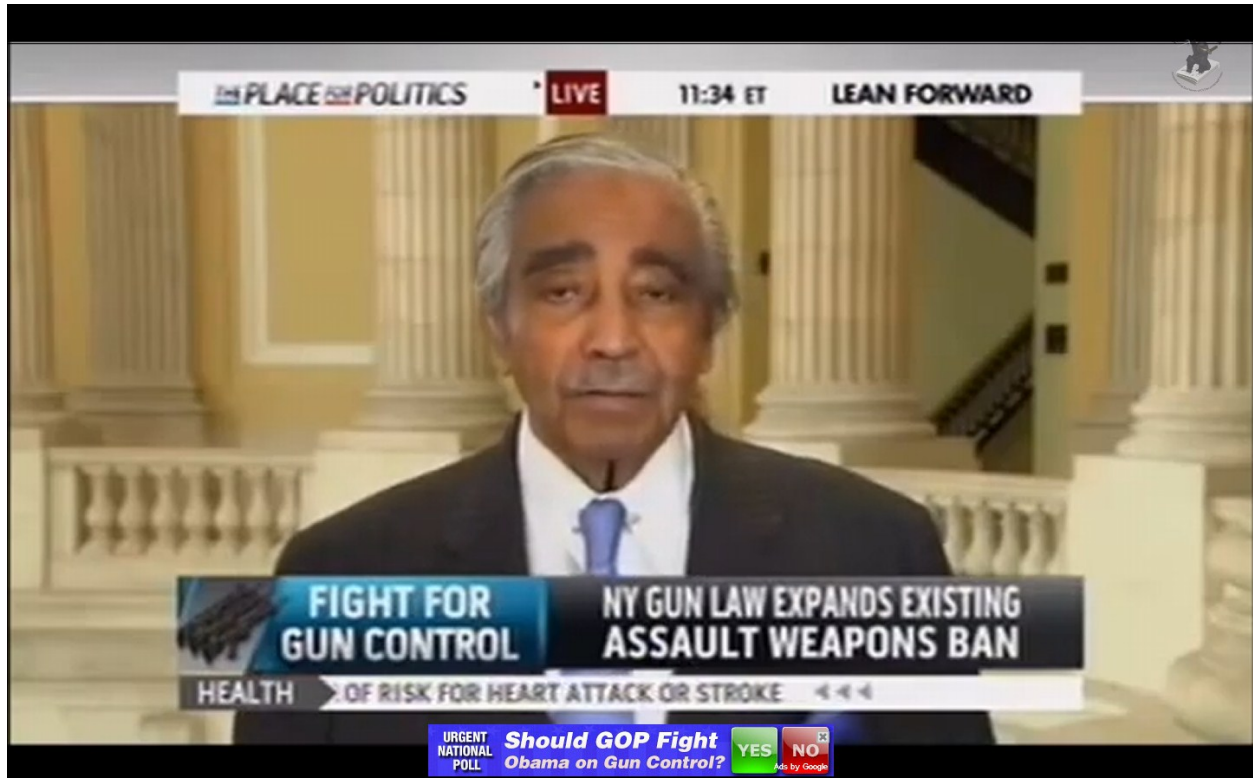 THE PLACE FOR POLITICS
LIVE
11:34 ET
LEAN FORWARD
FIGHT FOR
GUN CONTROL
NY GUN LAW EXPANDS EXISTING
ASSAULT WEAPONS BAN
HEALTH
OF RISK FOR HEART ATTACK OR STROKE
URGENT
NATIONAL
POLL
Should GOP Fight
Obama on Gun Control?
YES
NO
Ads by Google